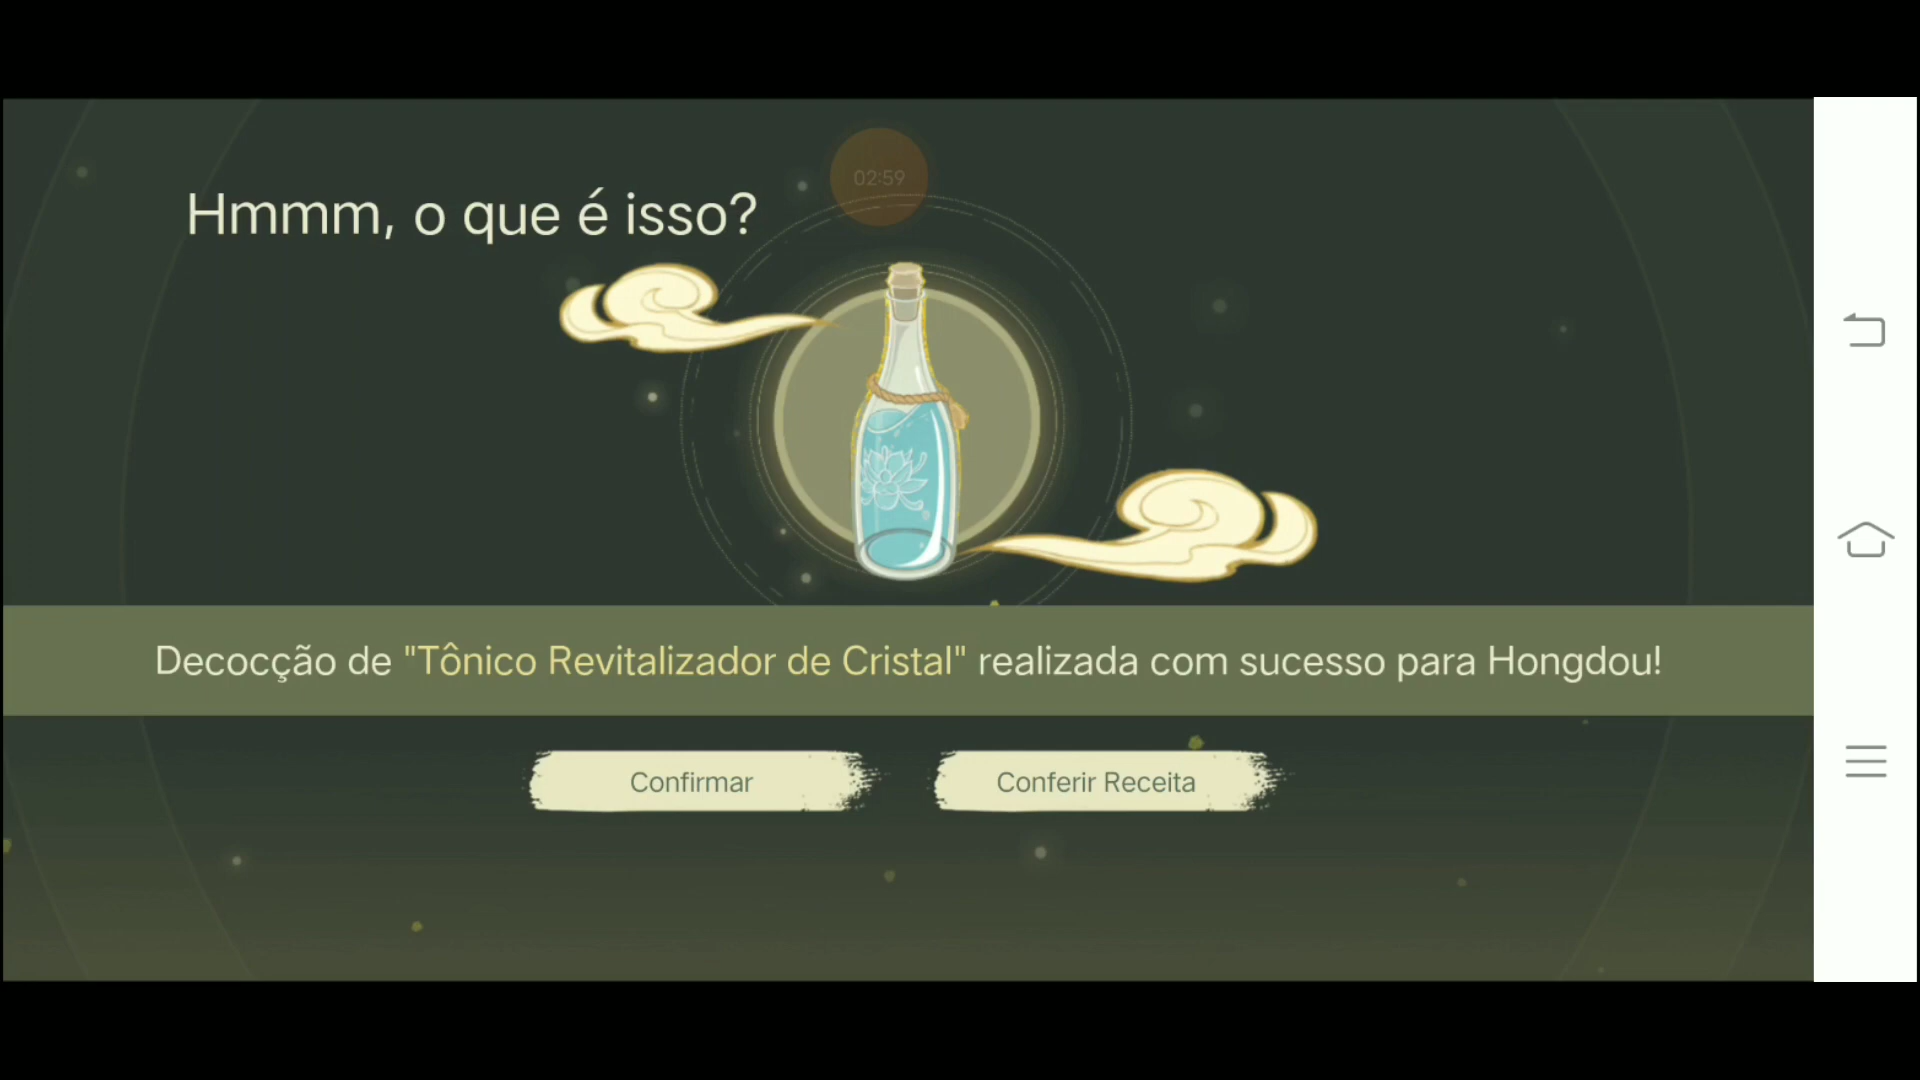 02:59
Hmmm, o que é isso?
Decocção de "Tônico Revitalizador de Cristal" realizada com sucesso para Hongdou!
Confirmar
Conferir Receita